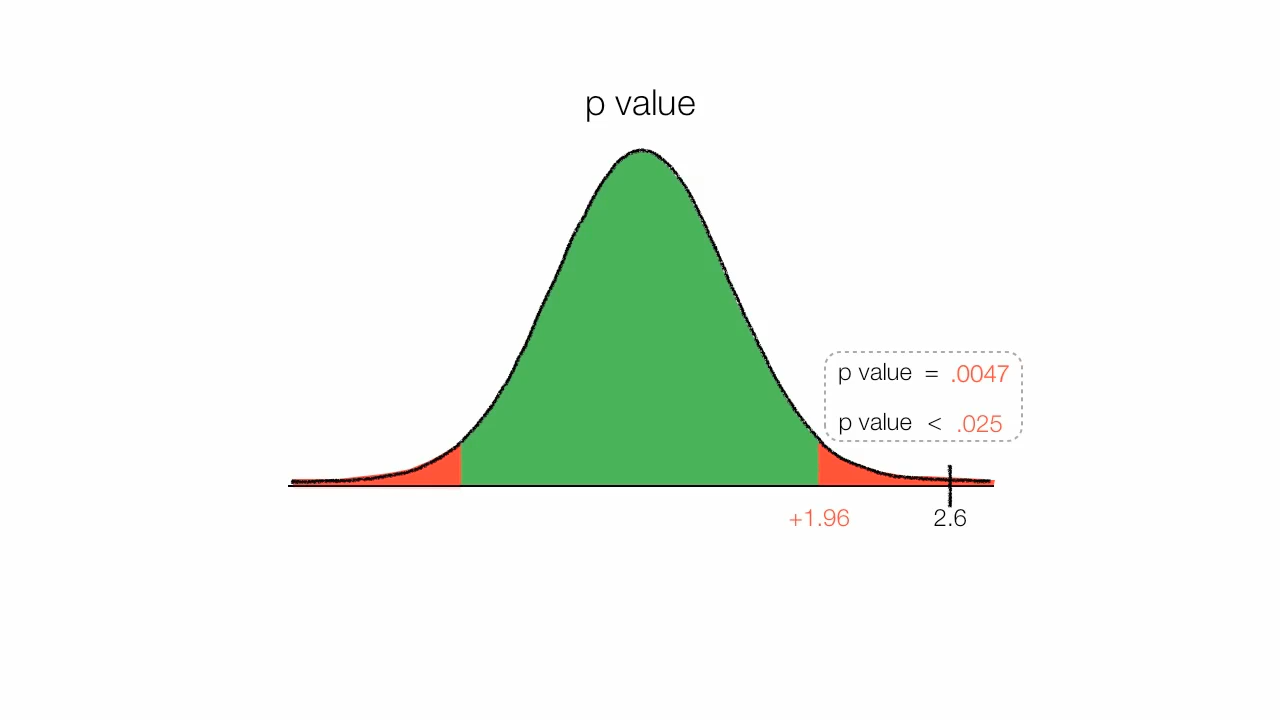 p value
p value = .0047
p value < .025
+1.96
2.6